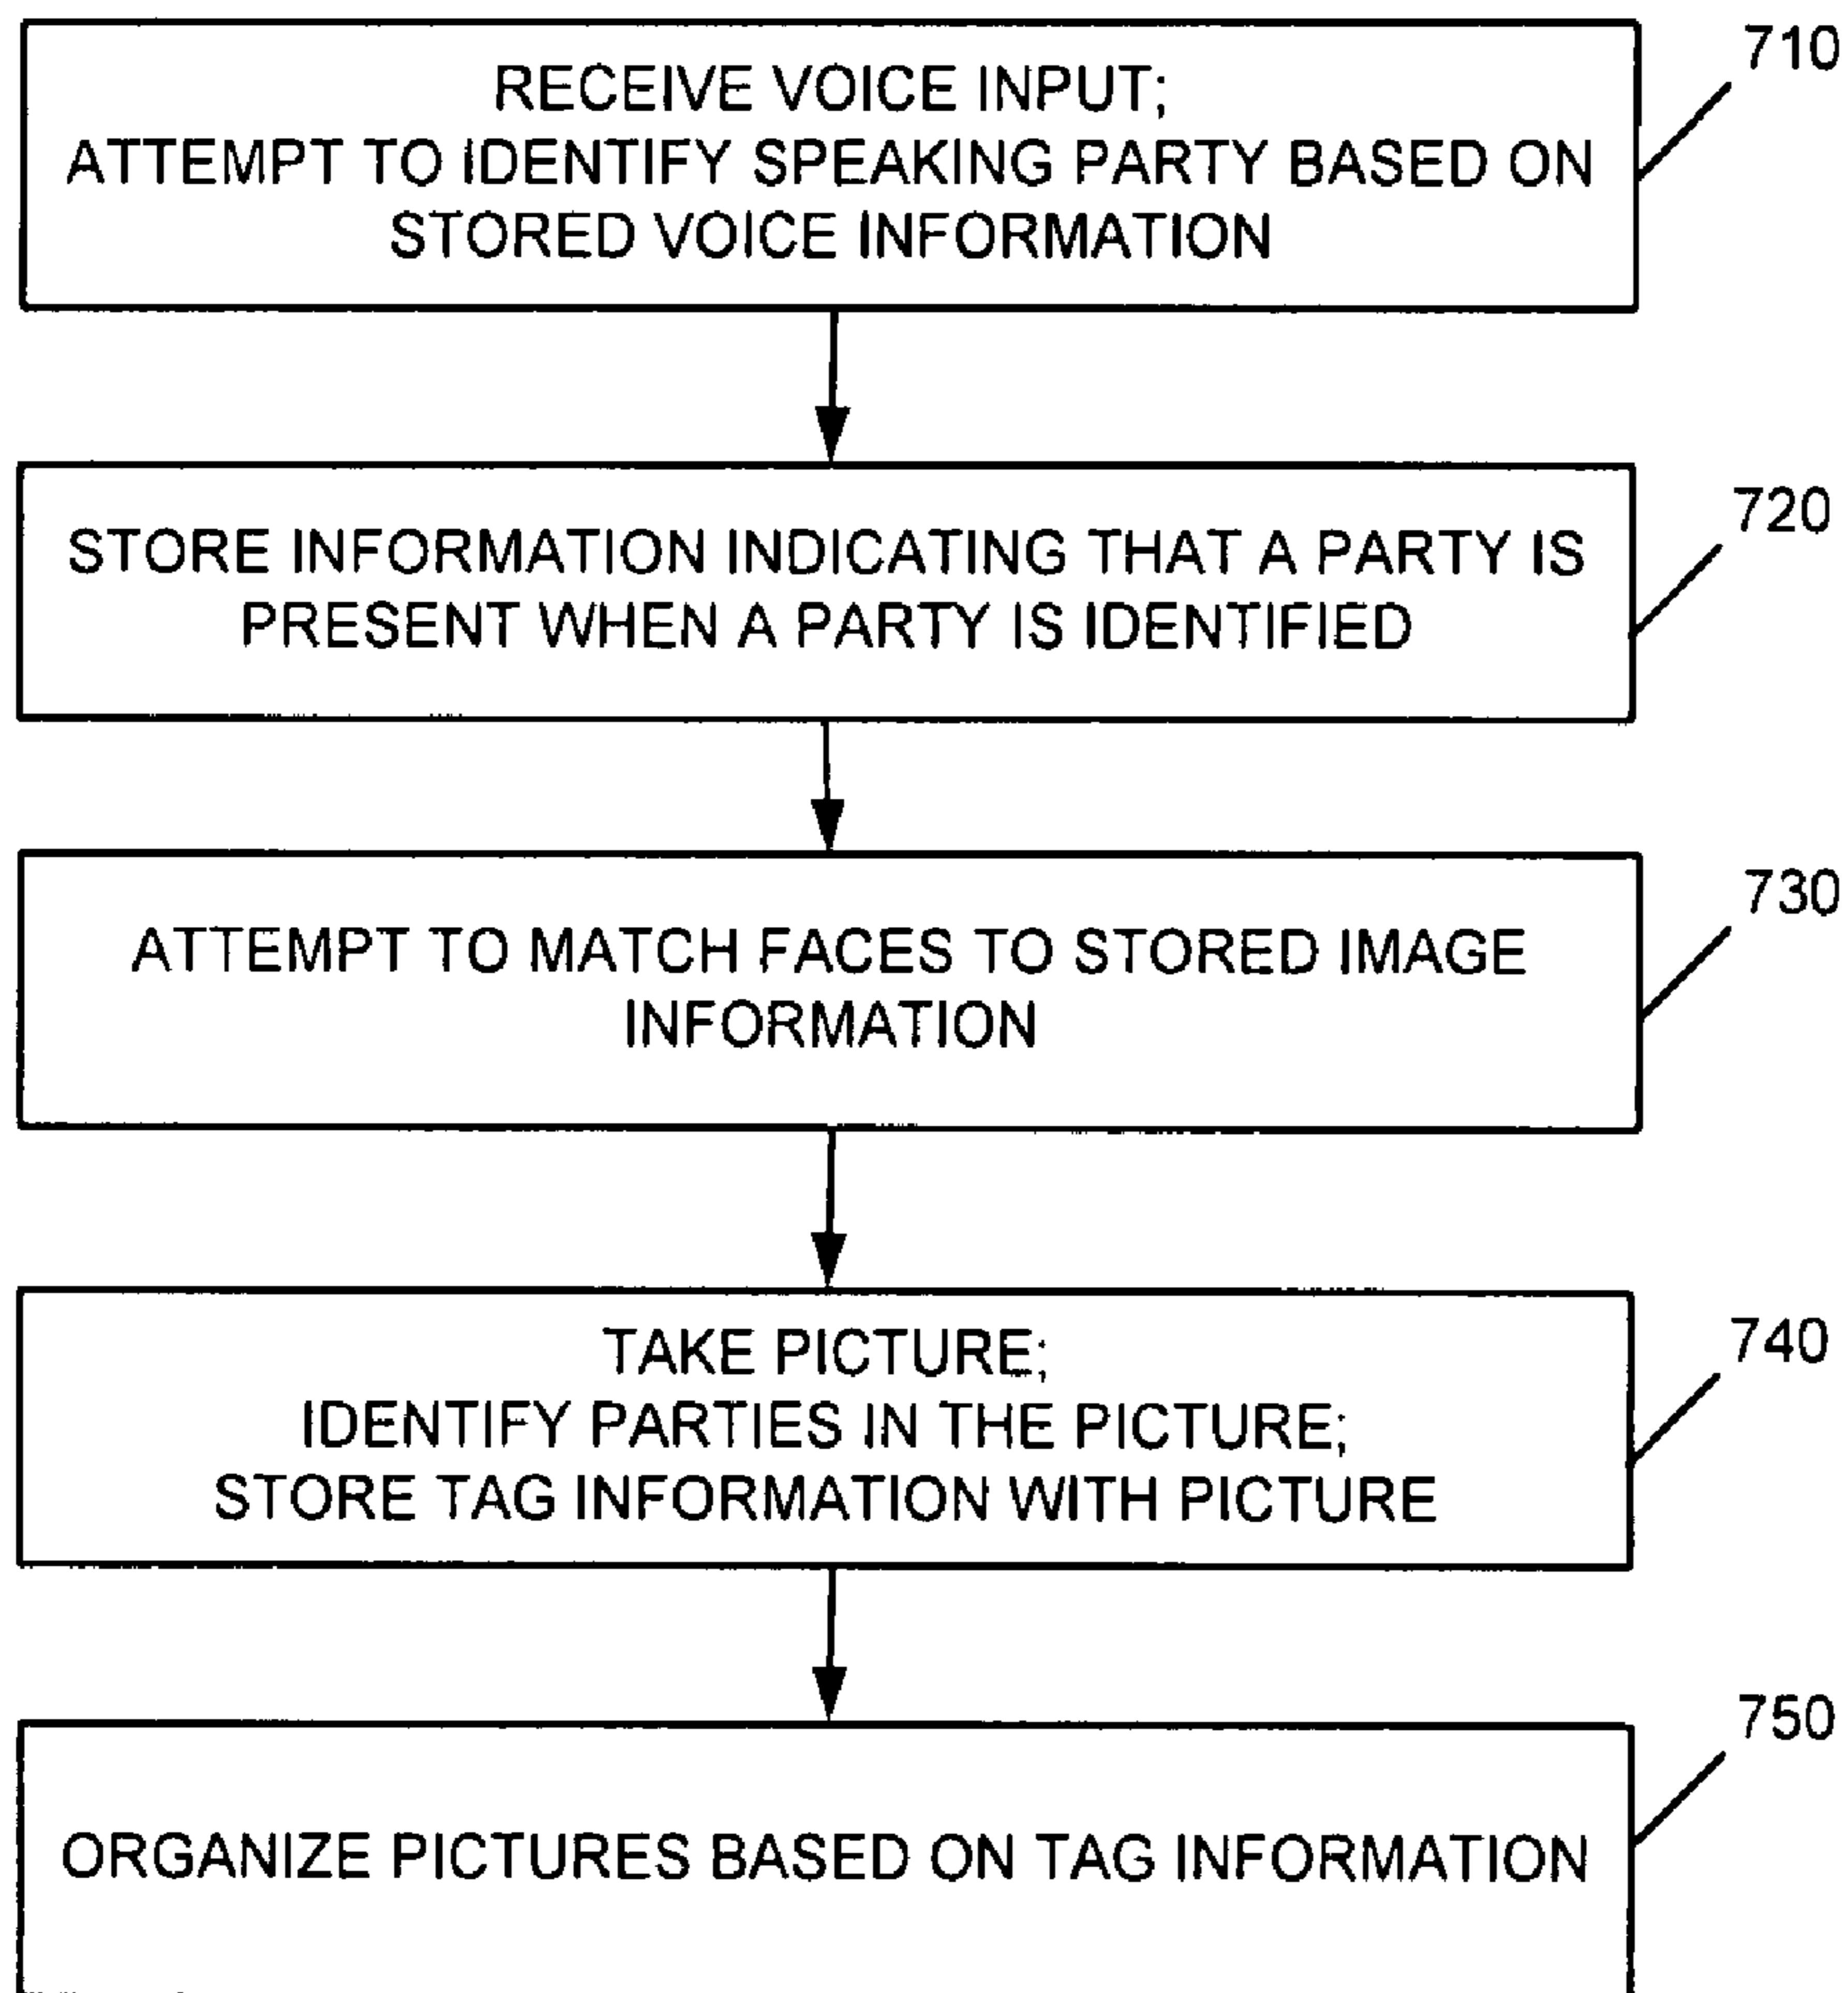 710
RECEIVE VOICE INPUT;
ATTEMPT TO IDENTIFY SPEAKING PARTY BASED ON
STORED VOICE INFORMATION
720
STORE INFORMATION INDICATING THAT A PARTY IS
PRESENT WHEN A PARTY IS IDENTIFIED
730
ATTEMPT TO MATCH FACES TO STORED IMAGE
INFORMATION
740
TAKE PICTURE;
IDENTIFY PARTIES IN THE PICTURE;
STORE TAG INFORMATION WITH PICTURE
750
ORGANIZE PICTURES BASED ON TAG INFORMATION